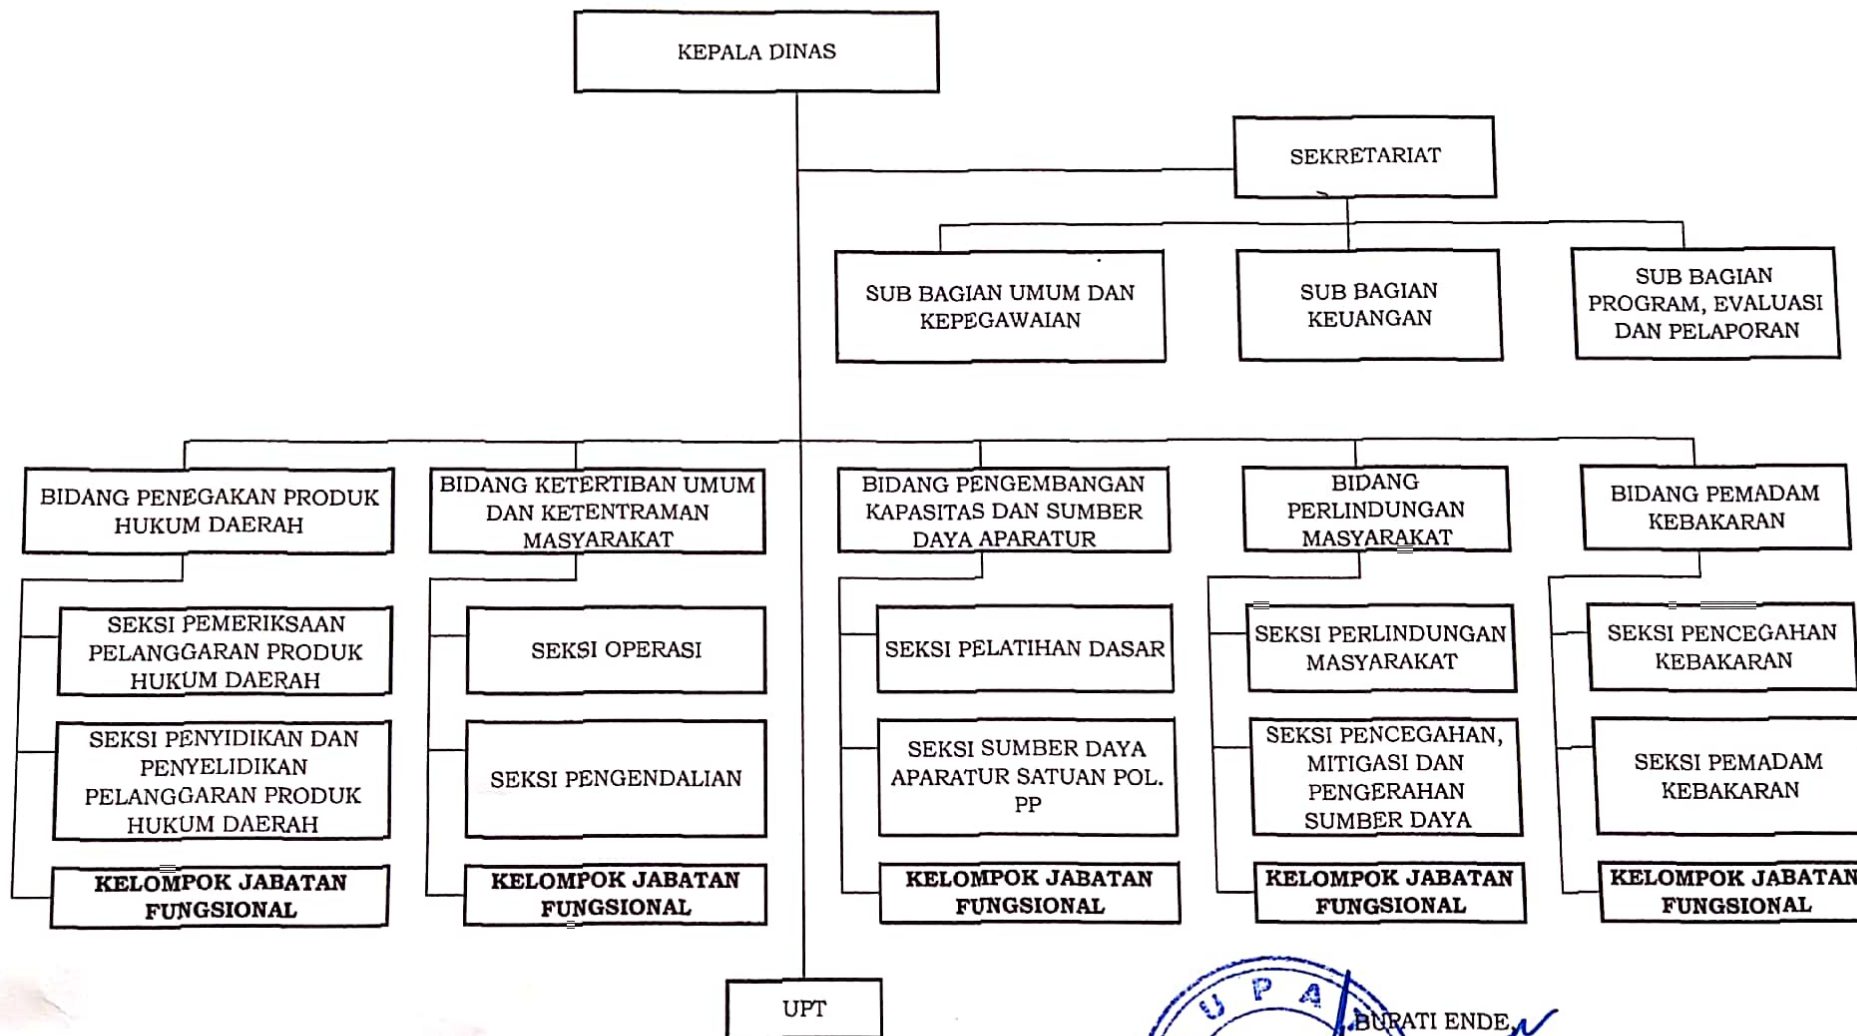 KEPALA DINAS
SEKRETARIAT
SUB BAGIAN UMUM DAN
KEPEGAWAIAN
SUB BAGIAN
KEUANGAN
SUB BAGIAN
PROGRAM, EVALUASI
DAN PELAPORAN
BIDANG PENEGAKAN PRODUK
HUKUM DAERAH
BIDANG KETERTIBAN UMUM
DAN KETENTRAMAN
MASYARAKAT
BIDANG PENGEMBANGAN
KAPASITAS DAN SUMBER
DAYA APARATUR
BIDANG
PERLINDUNGAN
MASYARAKAT
BIDANG PEMADAM
KEBAKARAN
SEKSI PEMERIKSAAN
PELANGGARAN PRODUK
HUKUM DAERAH
SEKSI OPERASI
SEKSI PELATIHAN DASAR
SEKSI PERLINDUNGAN
MASYARAKAT
SEKSI PENCEGAHAN
KEBAKARAN
SEKSI PENYIDIKAN DAN
PENYELIDIKAN
PELANGGARAN PRODUK
HUKUM DAERAH
SEKSI PENGENDALIAN
SEKSI SUMBER DAYA
APARATUR SATUAN POL.
PP
SEKSI PENCEGAHAN,
MITIGASI DAN
PENGERAHAN
SUMBER DAYA
SEKSI PEMADAM
KEBAKARAN
KELOMPOK JABATAN
FUNGSIONAL
KELOMPOK JABATAN
FUNGSIONAL
KELOMPOK JABATAN
FUNGSIONAL
KELOMPOK JABATAN
FUNGSIONAL
KELOMPOK JABATAN
FUNGSIONAL
UPT
UPA
BUPATI ENDE,